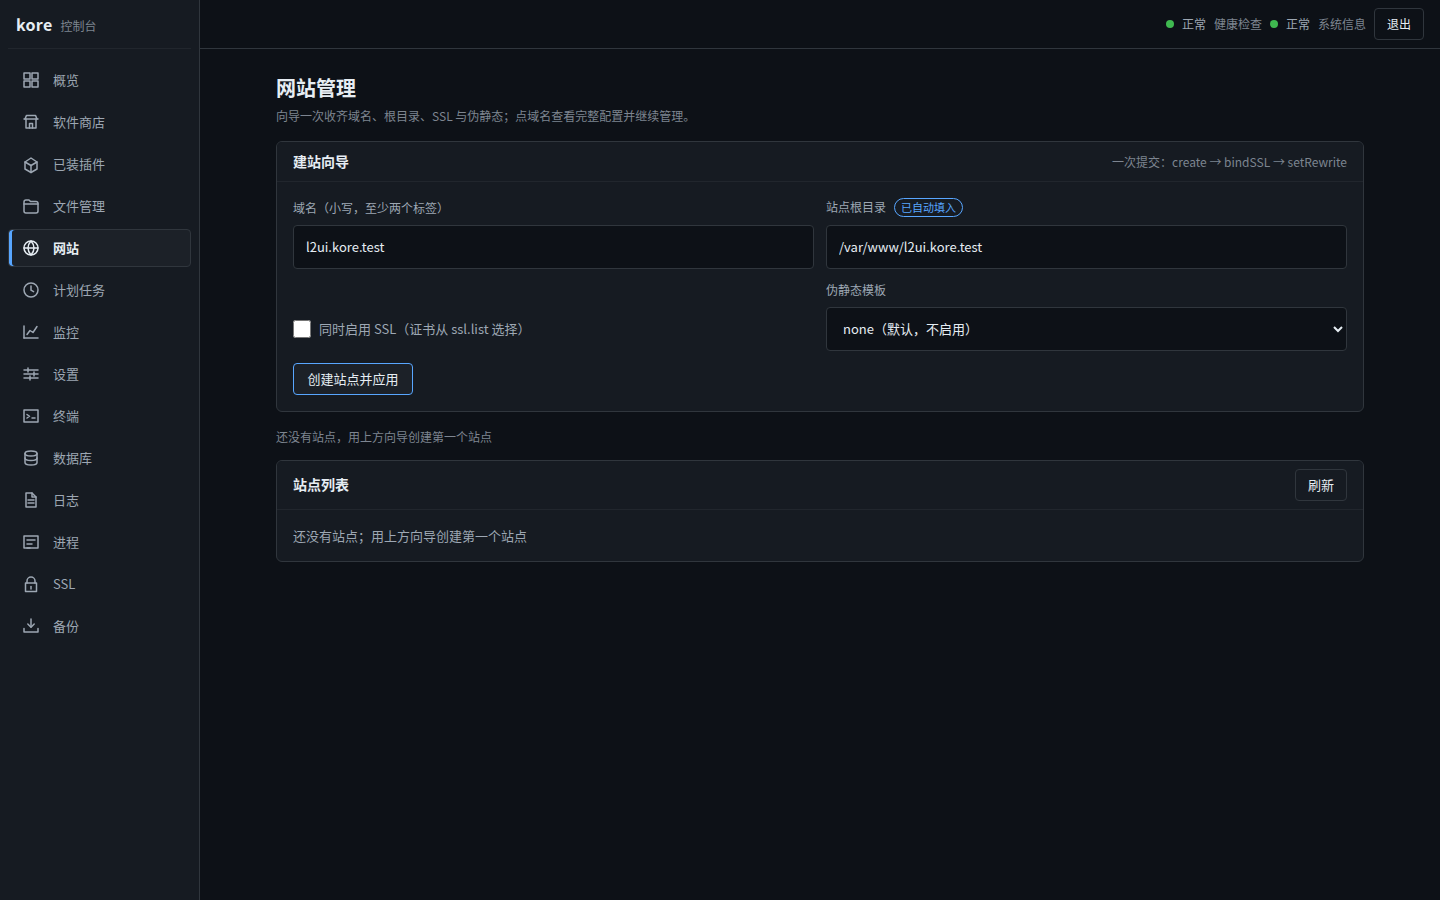 kore 控制台
正常 健康检查 正常 系统信息 退出
概览
软件商店
已装插件
文件管理
网站
计划任务
监控
设置
终端
数据库
日志
进程
SSL
备份
网站管理
向导一次收齐域名、根目录、SSL 与伪静态；点域名查看完整配置并继续管理。
建站向导
一次提交：create → bindSSL → setRewrite
域名（小写，至少两个标签）
l2ui.kore.test
站点根目录 已自动填入
/var/www/l2ui.kore.test
同时启用 SSL（证书从 ssl.list 选择）
伪静态模板
none（默认，不启用）
创建站点并应用
还没有站点，用上方向导创建第一个站点
站点列表
刷新
还没有站点；用上方向导创建第一个站点